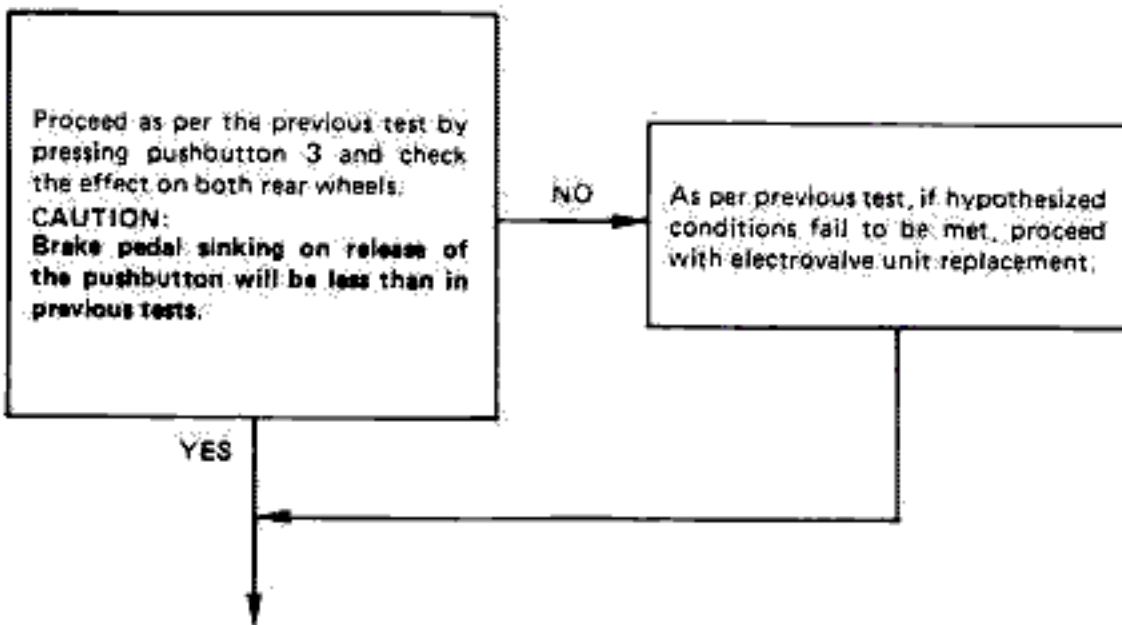 Proceed as per the previous test by
pressing pushbutton 3 and check
the effect on both rear wheels.
CAUTION:
Brake pedal sinking on release of
the pushbutton will be less than in
previous tests.
NO
As per previous test, if hypothesized
conditions fail to be met, proceed
with electrovalve unit replacement.
YES